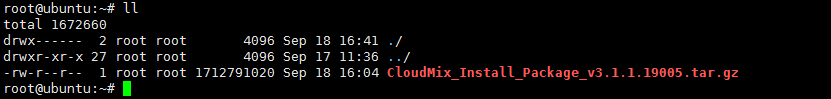 root@ubuntu:~# ll
total 1672660
drwx------  2 root root       4096 Sep 18 16:41 ./
drwxr-xr-x 27 root root       4096 Sep 17 11:36 ../
-rw-r--r--  1 root root 1712791020 Sep 18 16:04 CloudMix_Install_Package_v3.1.1.19005.tar.gz
root@ubuntu:~#